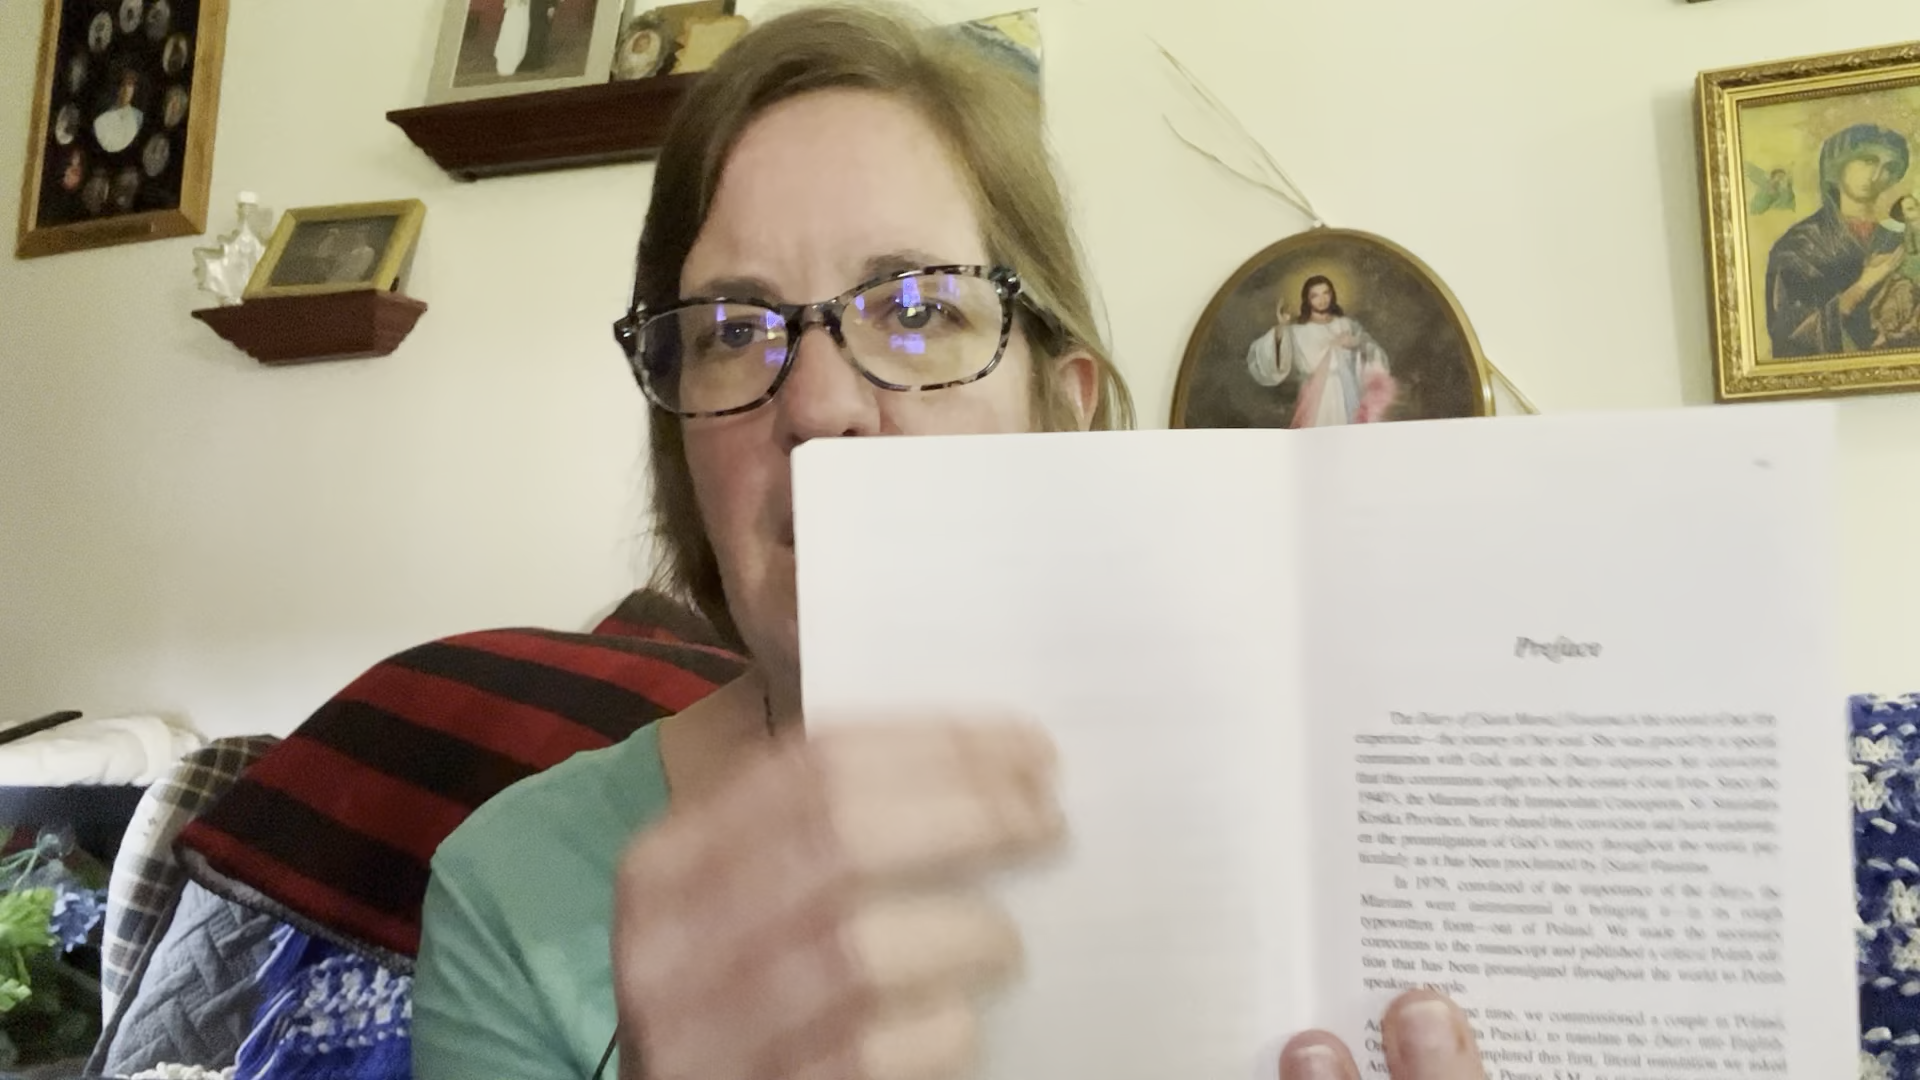 Preface
The Diary of [Saint Maria] Faustina is the record of her life
experience—the journey of her soul. She was graced by a special
communion with God, and the Diary expresses her conviction
that this communion ought to be the center of our lives. Since the
1940's, the Marians of the Immaculate Conception, St. Stanislaus
Kostka Province, have shared this conviction and have
on the promulgation of God's mercy throughout the world, par-
ticularly as it has been proclaimed by [Saint] Faustina.
In 1979, convinced of the importance of the Diary, the
Marians were instrumental in bringing it—in its rough
typewritten form—out of Poland. We made the necessary
corrections to the manuscript and published a critical Polish edi-
tion that has been promulgated throughout the world to Polish
speaking people.
time, we commissioned a couple in Poland,
Pasicki, to translate the Diary into English.
this first, literal translation we asked
S.M.,